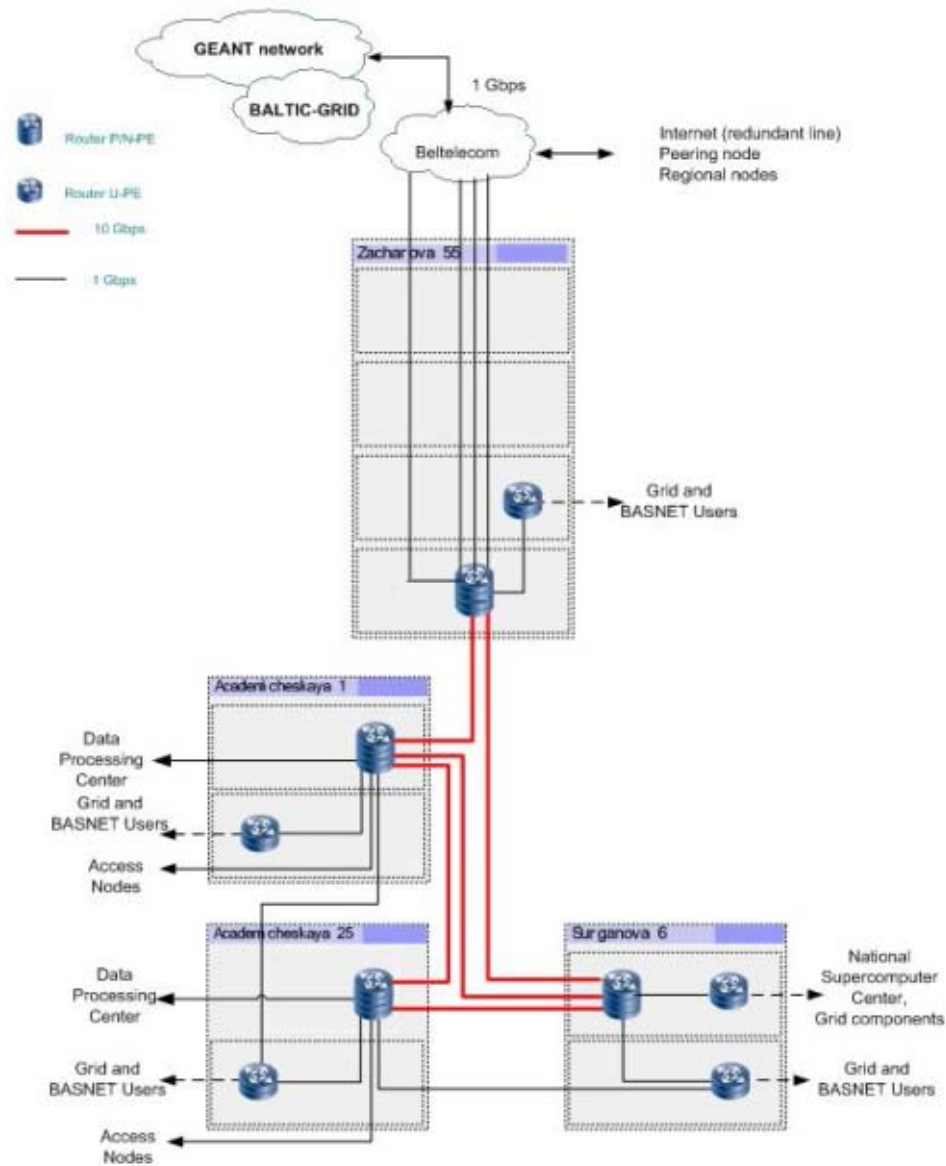 GEANT network
BALTIC-GRID
1 Gbps
Beltelecom
Internet (redundant line)
Peering node
Regional nodes
Router P/N-PE
Router U-PE
10 Gbps
1 Gbps
Zacharova 55
Grid and
BASNET Users
Academicheskaya 1
Data
Processing
Center
Grid and
BASNET Users
Access
Nodes
Academicheskaya 25
Data
Processing
Center
Grid and
BASNET Users
Access
Nodes
Surganova 6
National
Supercomputer
Center,
Grid components
Grid and
BASNET Users